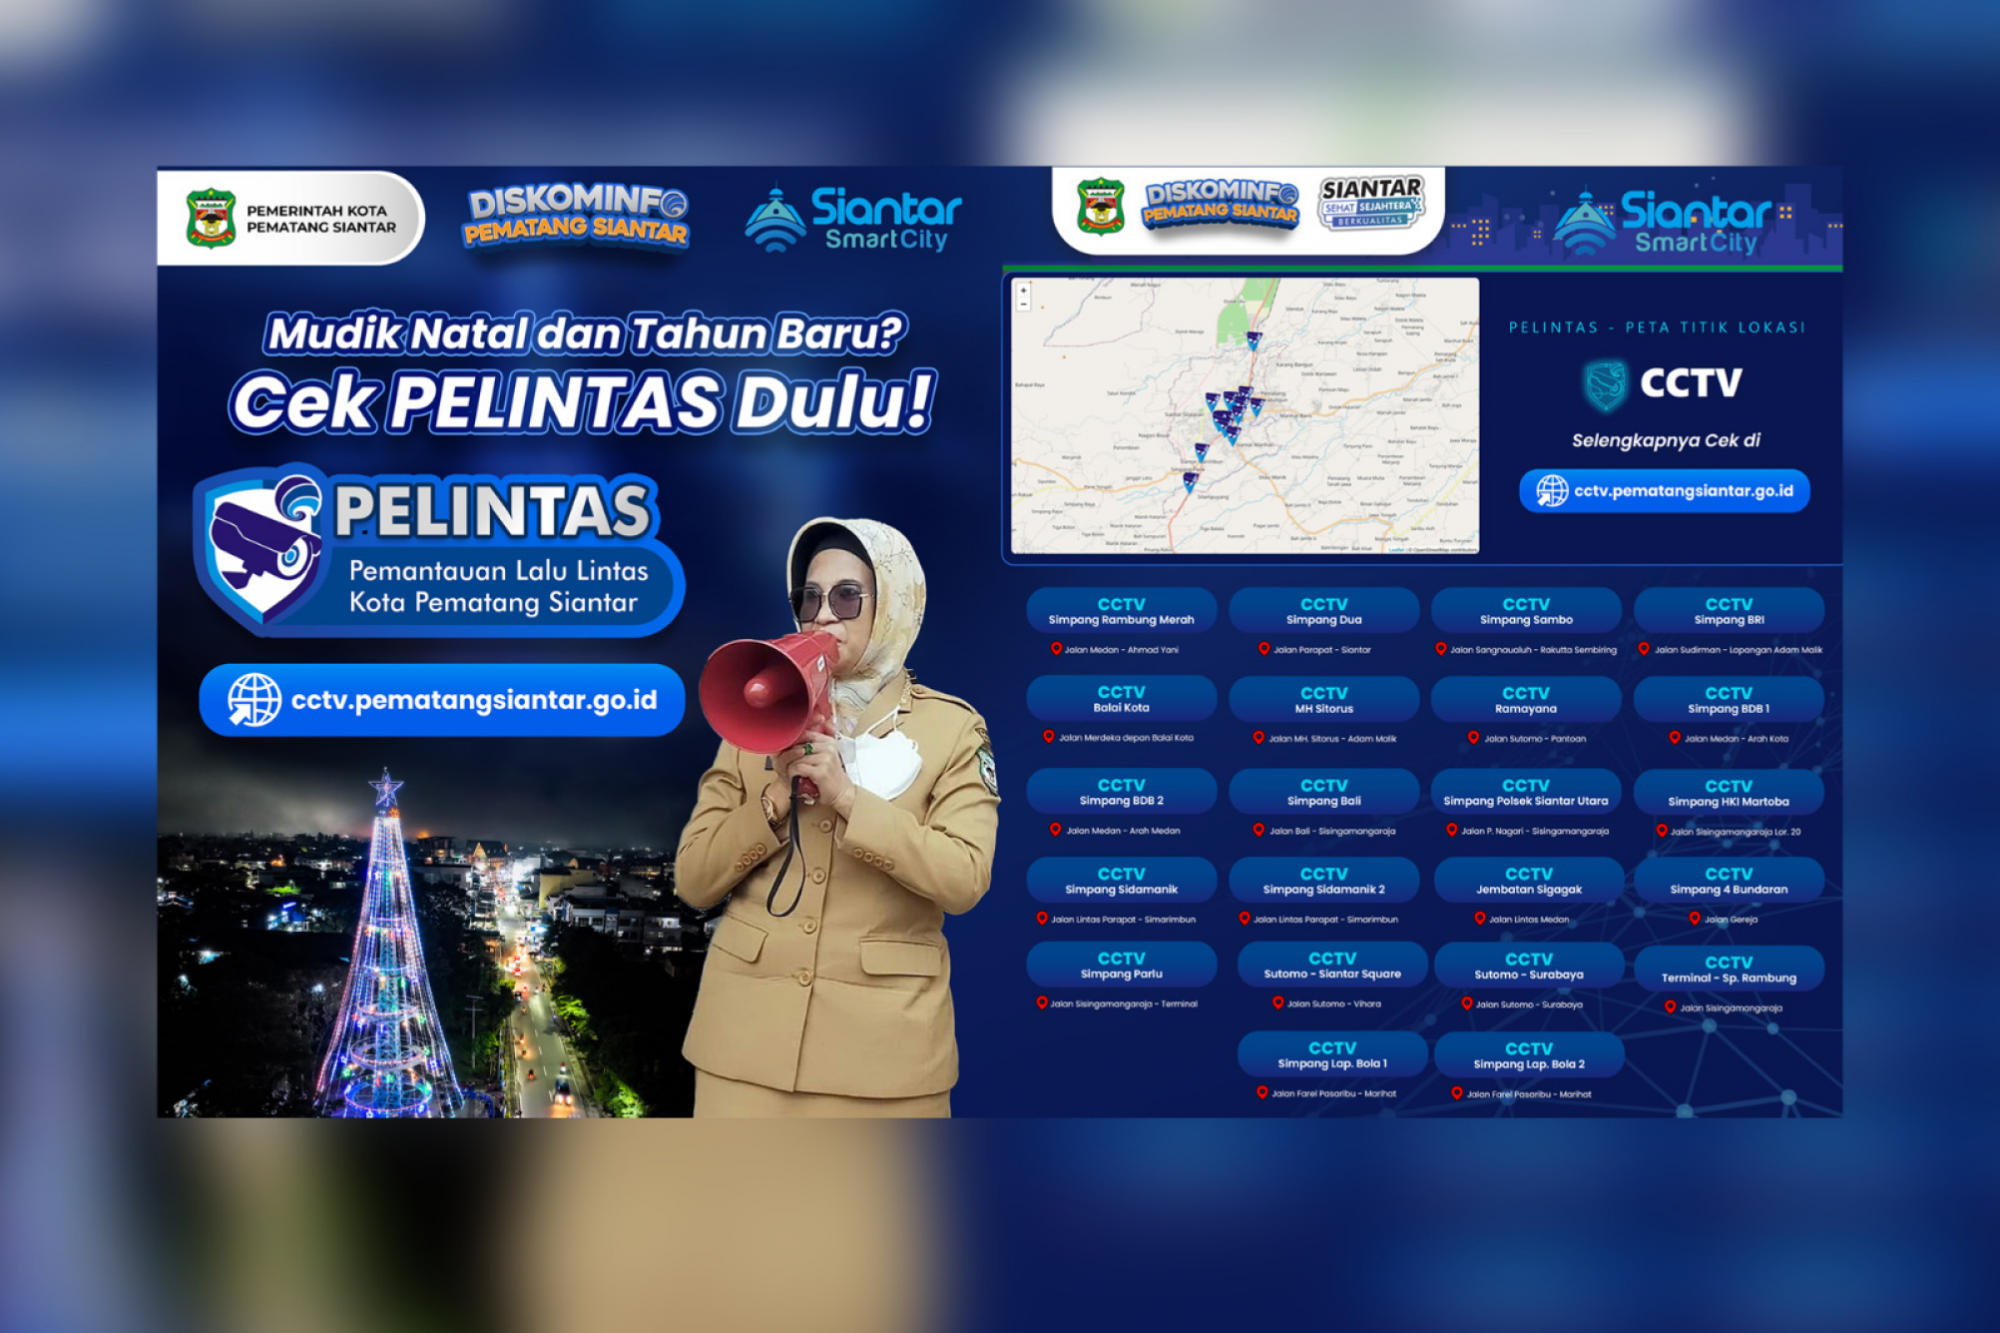 PEMERINTAH KOTA
PEMATANG SIANTAR
DISKOMINFO
PEMATANG SIANTAR
Siantar
SmartCity
Mudik Natal dan Tahun Baru?
Cek PELINTAS Dulu!
PELINTAS
Pemantauan Lalu Lintas
Kota Pematang Siantar
cctv.pematangsiantar.go.id
DISKOMINFO
PEMATANG SIANTAR
SIANTAR
SEHAT SEJAHTERA
BERKUALITAS
Siantar
SmartCity
PELINTAS - PETA TITIK LOKASI
CCTV
Selengkapnya Cek di
cctv.pematangsiantar.go.id
CCTV
Simpang Rambung Merah
Jalan Medan - Ahmad Yani
CCTV
Simpang Dua
Jalan Parapat - Siantar
CCTV
Simpang Sambo
Jalan Sangnaualuh - Rakutta Sembiring
CCTV
Simpang BRI
Jalan Sudirman - Lapangan Adam Malik
CCTV
Balai Kota
Jalan Merdeka depan Balai Kota
CCTV
MH Sitorus
Jalan MH. Sitorus - Adam Malik
CCTV
Ramayana
Jalan Sutomo - Pantoan
CCTV
Simpang BDB 1
Jalan Medan - Arah Kota
CCTV
Simpang BDB 2
Jalan Medan - Arah Medan
CCTV
Simpang Bali
Jalan Bali - Sisingamangaraja
CCTV
Simpang Polsek Siantar Utara
Jalan P. Nagari - Sisingamangaraja
CCTV
Simpang HKI Martoba
Jalan Sisingamangaraja Lor. 20
CCTV
Simpang Sidamanik
Jalan Lintas Parapat - Simarimbun
CCTV
Simpang Sidamanik 2
Jalan Lintas Parapat - Simarimbun
CCTV
Jembatan Sigagak
Jalan Lintas Medan
CCTV
Simpang 4 Bundaran
Jalan Gereja
CCTV
Simpang Parlu
Jalan Sisingamangaraja - Terminal
CCTV
Sutomo - Siantar Square
Jalan Sutomo - Vihara
CCTV
Sutomo - Surabaya
Jalan Sutomo - Surabaya
CCTV
Terminal - Sp. Rambung
Jalan Sisingamangaraja
CCTV
Simpang Lap. Bola 1
Jalan Farel Pasaribu - Marihat
CCTV
Simpang Lap. Bola 2
Jalan Farel Pasaribu - Marihat